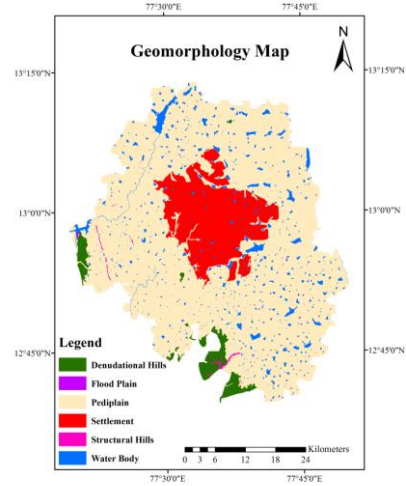 77°30'0"E 77°45'0"E
Geomorphology Map
N
13°15'0"N 13°15'0"N
13°0'0"N 13°0'0"N
12°45'0"N 12°45'0"N
Legend
Denudational Hills
Flood Plain
Pediplain
Settlement
Structural Hills
Water Body
Kilometers
0 3 6 12 18 24
77°30'0"E 77°45'0"E